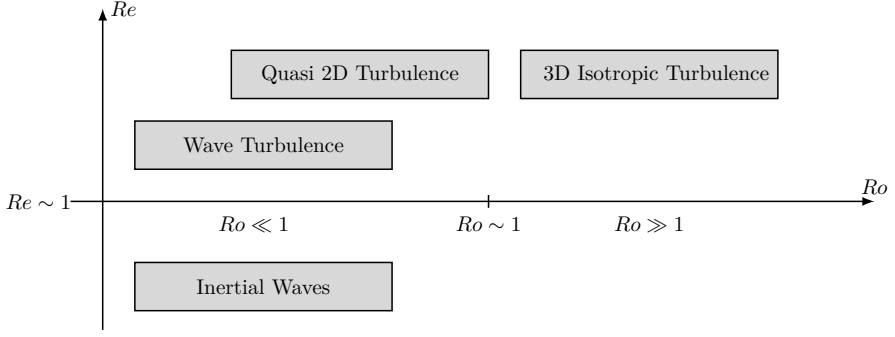 Re
Quasi 2D Turbulence
3D Isotropic Turbulence
Wave Turbulence
Re ∼ 1
Ro
Ro ≪ 1
Ro ∼ 1
Ro ≫ 1
Inertial Waves